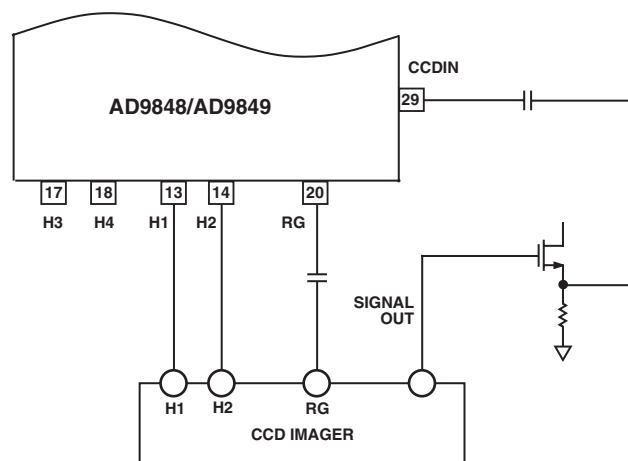 CCDIN
29
AD9848/AD9849
17 18 13 14 20
H3 H4 H1 H2 RG
SIGNAL
OUT
H1 H2 RG
CCD IMAGER